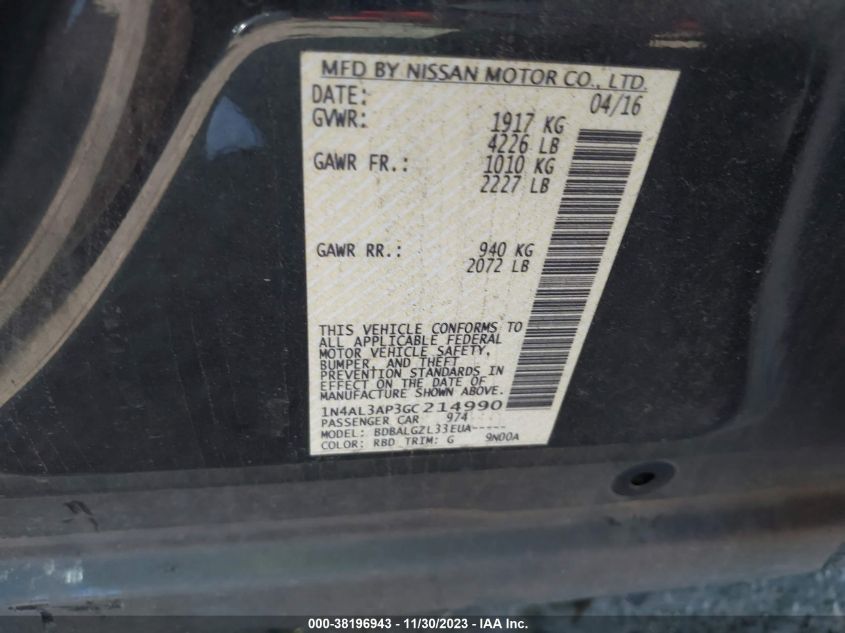 MFD BY NISSAN MOTOR CO., LTD.
DATE: 04/16
GVWR: 1917 KG
4226 LB
GAWR FR.: 1010 KG
2227 LB
GAWR RR.: 940 KG
2072 LB
THIS VEHICLE CONFORMS TO
ALL APPLICABLE FEDERAL
MOTOR VEHICLE SAFETY,
BUMPER, AND THEFT
PREVENTION STANDARDS IN
EFFECT ON THE DATE OF
MANUFACTURE SHOWN ABOVE.
1N4AL3AP3GC214990
PASSENGER CAR 974
MODEL: BDBALGZL33EUA-----
COLOR: RBD TRIM: G 9N00A
000-38196943 - 11/30/2023 - IAA Inc.